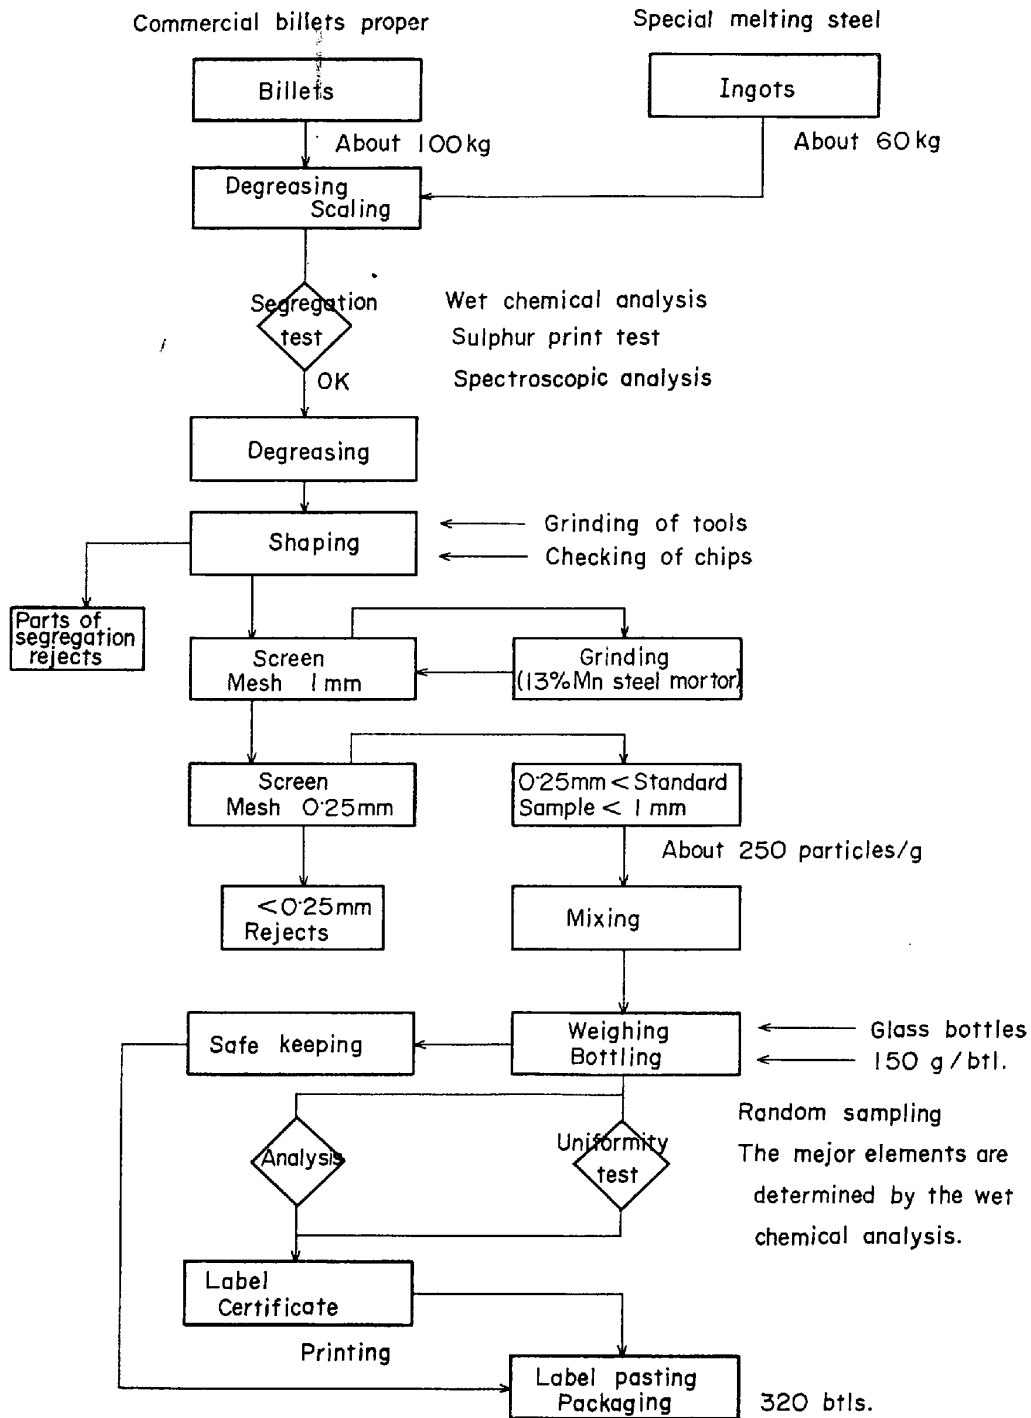 Commercial billets proper
Special melting steel
Billets
Ingots
About 100kg
About 60kg
Degreasing
Scaling
Segregation
test
Wet chemical analysis
Sulphur print test
Spectroscopic analysis
OK
Degreasing
Shaping
Grinding of tools
Checking of chips
Parts of
segregation
rejects
Screen
Mesh 1mm
Grinding
(13%Mn steel mortor)
Screen
Mesh 0·25mm
0·25mm < Standard
Sample < 1mm
About 250 particles/g
<0·25mm
Rejects
Mixing
Safe keeping
Weighing
Bottling
Glass bottles
150 g/btl.
Analysis
Uniformity
test
Random sampling
The mejor elements are
determined by the wet
chemical analysis.
Label
Certificate
Printing
Label pasting
Packaging
320 btls.